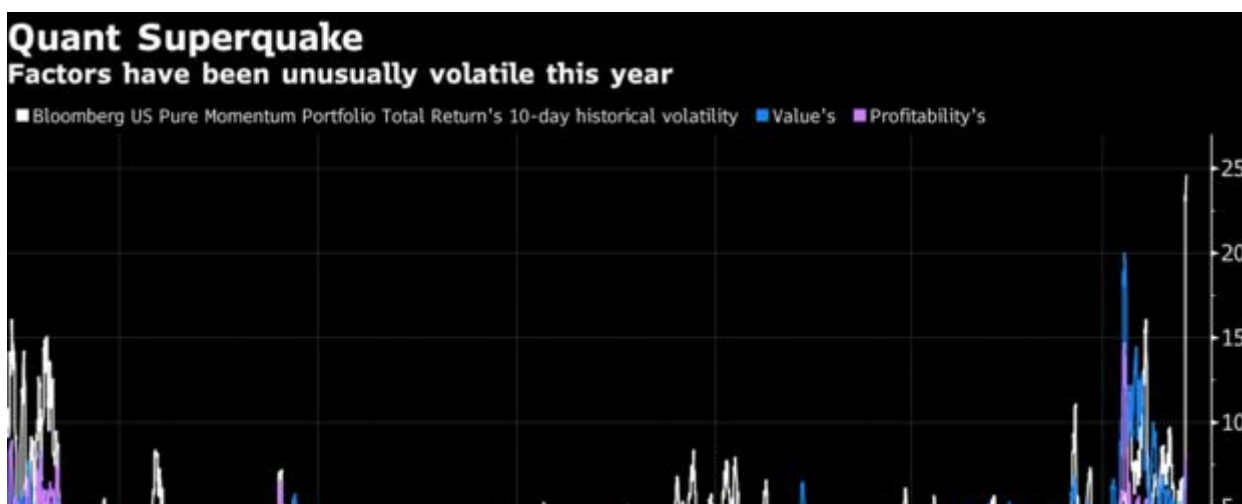 Quant Superquake
Factors have been unusually volatile this year
Bloomberg US Pure Momentum Portfolio Total Return's 10-day historical volatility Value's Profitability's
25
20
15
10
5